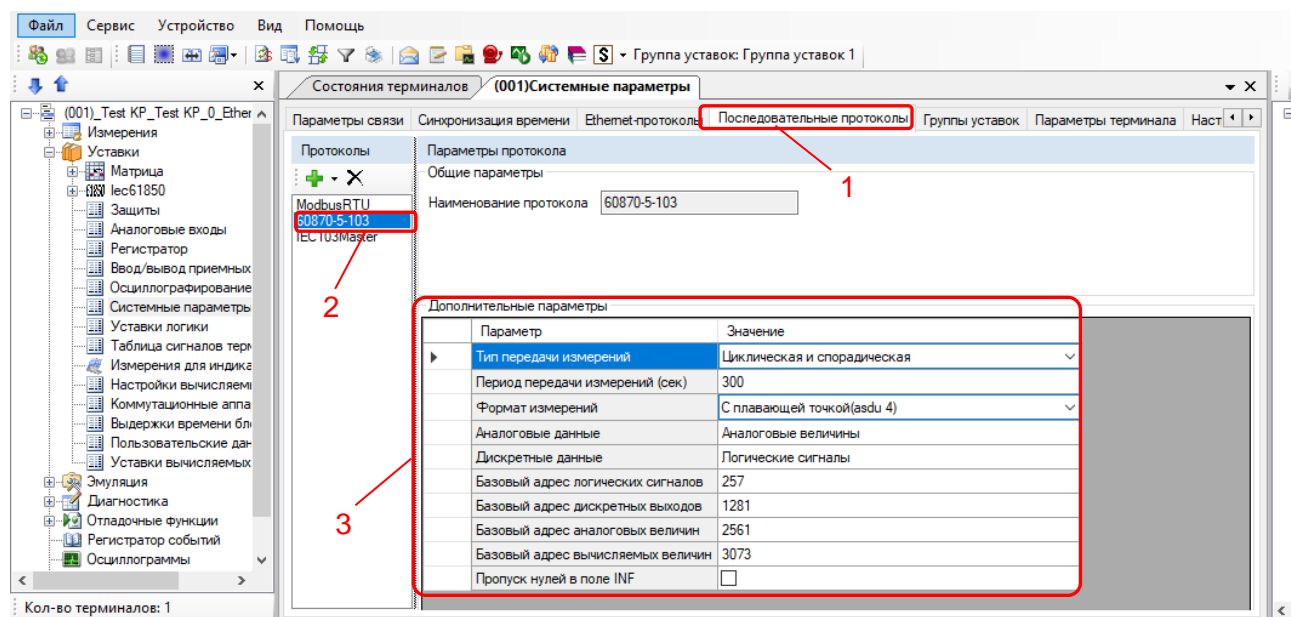 Файл Сервис Устройство Вид Помощь
S Группа уставок: Группа уставок 1
Состояния терминалов (001)Системные параметры
(001)_Test KP_Test KP_0_Ether
Измерения
Уставки
Матрица
Iec61850
Защиты
Аналоговые входы
Регистратор
Ввод/вывод приемных
Осциллографирование
Системные параметры
Уставки логики
Таблица сигналов терм
Измерения для индика
Настройки вычисляем
Коммутационные аппа
Выдержки времени бл
Пользовательские дан
Уставки вычисляемых
Эмуляция
Диагностика
Отладочные функции
Регистратор событий
Осциллограммы
Кол-во терминалов: 1
Параметры связи Синхронизация времени Ethernet-протоколы Последовательные протоколы Группы уставок Параметры терминала Наст
Протоколы
ModbusRTU
60870-5-103
IEC103Master
Параметры протокола
Общие параметры
Наименование протокола 60870-5-103
Дополнительные параметры
Параметр Значение
Тип передачи измерений Циклическая и спорадическая
Период передачи измерений (сек) 300
Формат измерений С плавающей точкой(asdu 4)
Аналоговые данные Аналоговые величины
Дискретные данные Логические сигналы
Базовый адрес логических сигналов 257
Базовый адрес дискретных выходов 1281
Базовый адрес аналоговых величин 2561
Базовый адрес вычисляемых величин 3073
Пропуск нулей в поле INF
1
2
3